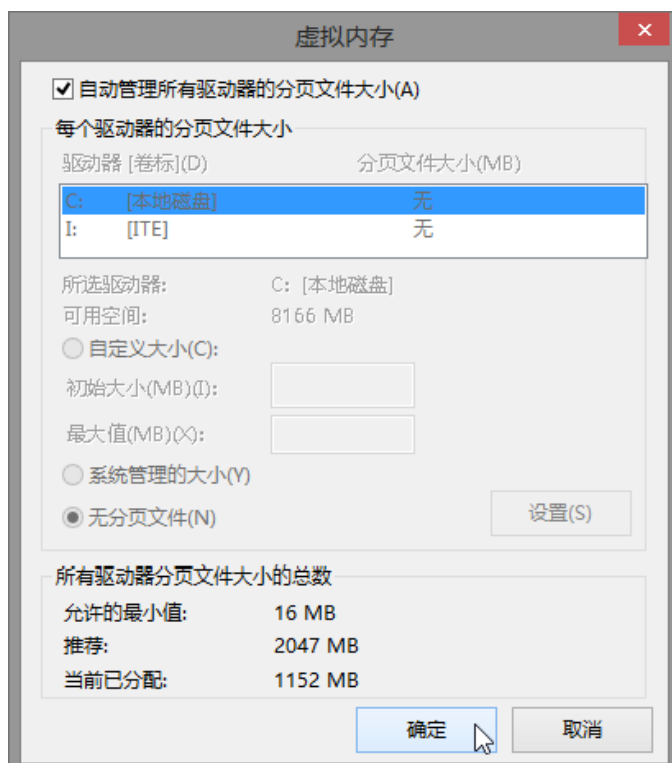 虚拟内存
自动管理所有驱动器的分页文件大小(A)
每个驱动器的分页文件大小
驱动器 [卷标](D) 分页文件大小(MB)
C: [本地磁盘] 无
I: [ITE] 无
所选驱动器: C: [本地磁盘]
可用空间: 8166 MB
自定义大小(C):
初始大小(MB)(I):
最大值(MB)(X):
系统管理的大小(Y)
无分页文件(N) 设置(S)
所有驱动器分页文件大小的总数
允许的最小值: 16 MB
推荐: 2047 MB
当前已分配: 1152 MB
确定 取消